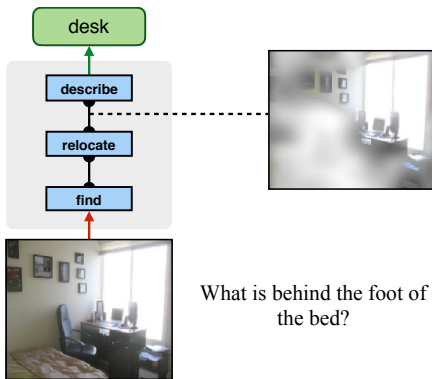 desk
describe
relocate
find
What is behind the foot of
the bed?